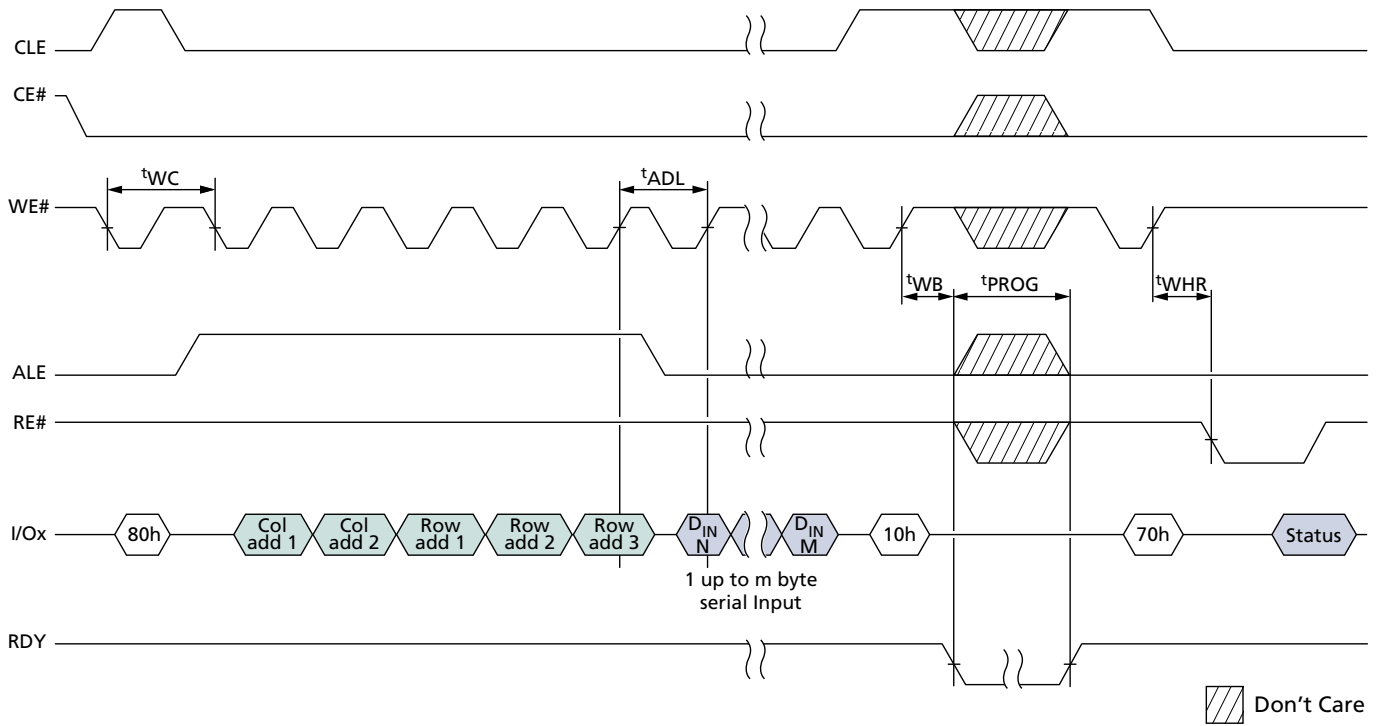 CLE
CE#
tWC
tADL
WE#
tWB
tPROG
tWHR
ALE
RE#
I/Ox
80h
Col
add 1
Col
add 2
Row
add 1
Row
add 2
Row
add 3
DIN
N
DIN
M
10h
70h
Status
1 up to m byte
serial Input
RDY
Don't Care